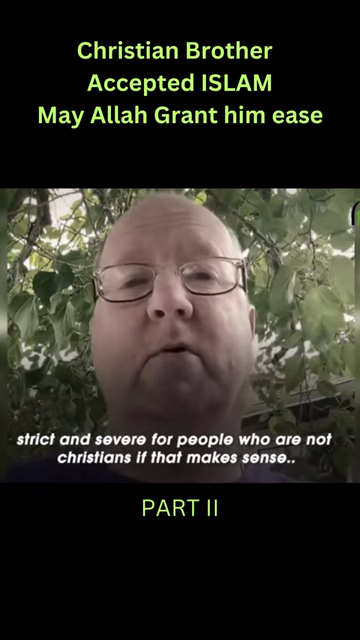 Christian Brother
Accepted ISLAM
May Allah Grant him ease
strict and severe for people who are not
christians if that makes sense..
PART II